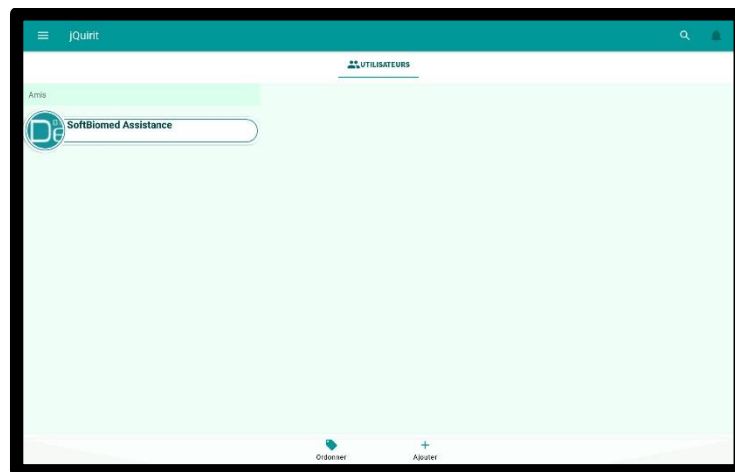 jQuirit
UTILISATEURS
Amis
SoftBiomed Assistance
Ordonner
Ajouter